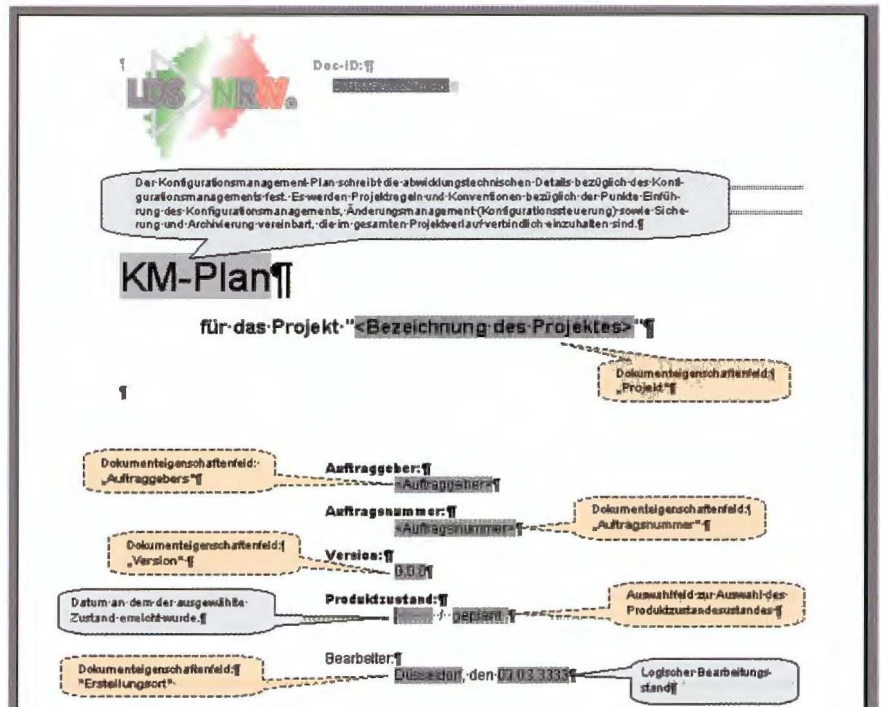 ¶
Doc-ID:¶
LDS NRW.
Der·Konfigurationsmanagement-Plan·schreibt·die·abwicklungstechnischen·Details·bezüglich·des·Konfi-
gurationsmanagements·fest.·Es·werden·Projektregeln·und·Konventionen·bezüglich·der·Punkte·Einfüh-
rung·des·Konfigurationsmanagements,·Änderungsmanagement·(Konfigurationssteuerung)·sowie·Siche-
rung·und·Archivierung·vereinbart,·die·im·gesamten·Projektverlauf·verbindlich·einzuhalten·sind.¶
KM-Plan¶
für·das·Projekt·"<Bezeichnung·des·Projektes>"¶
Dokumenteigenschaftenfeld:¶
„Projekt"¶
¶
Dokumenteigenschaftenfeld:·
„Auftraggebers"¶
Auftraggeber:¶
<Auftraggeber>¶
Auftragsnummer:¶
<Auftragsnummer>¶
Dokumenteigenschaftenfeld:¶
„Auftragsnummer"·¶
Dokumenteigenschaftenfeld:¶
„Version"·¶
Version:¶
0.0.0¶
Datum·an·dem·der·ausgewählte·
Zustand·erreicht·wurde.¶
Produktzustand:¶
/·geplant·¶
Auswahlfeld·zur·Auswahl·des·
Produktzustandesustandes·¶
Dokumenteigenschaftenfeld:¶
"Erstellungsort"·
Bearbeiter:¶
Düsseldorf,·den·03.03.3333¶
Logischer·Bearbeitungs-
stand¶